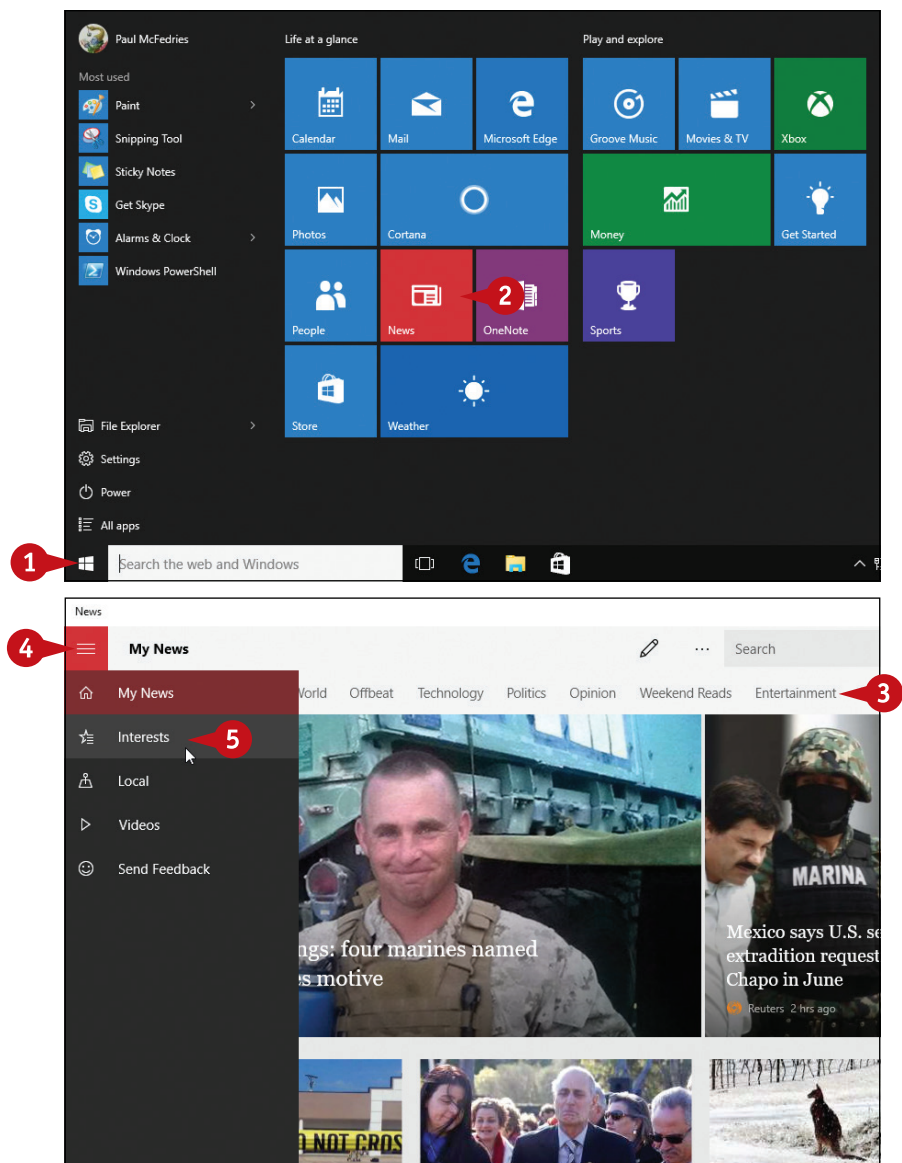 Paul McFedries
Life at a glance
Play and explore
Most used
Paint
Snipping Tool
Sticky Notes
Get Skype
Alarms & Clock
Windows PowerShell
Calendar
Mail
Microsoft Edge
Groove Music
Movies & TV
Xbox
Photos
Cortana
Money
Get Started
People
News
2
OneNote
Sports
Store
Weather
File Explorer
Settings
Power
All apps
1
Search the web and Windows
News
4
My News
Search
My News
World
Offbeat
Technology
Politics
Opinion
Weekend Reads
Entertainment
3
Interests
5
Local
Videos
Send Feedback
MARINA
ngs: four marines named
es motive
Mexico says U.S. se
extradition request
Chapo in June
Reuters 2 hrs ago
O NOT CROS